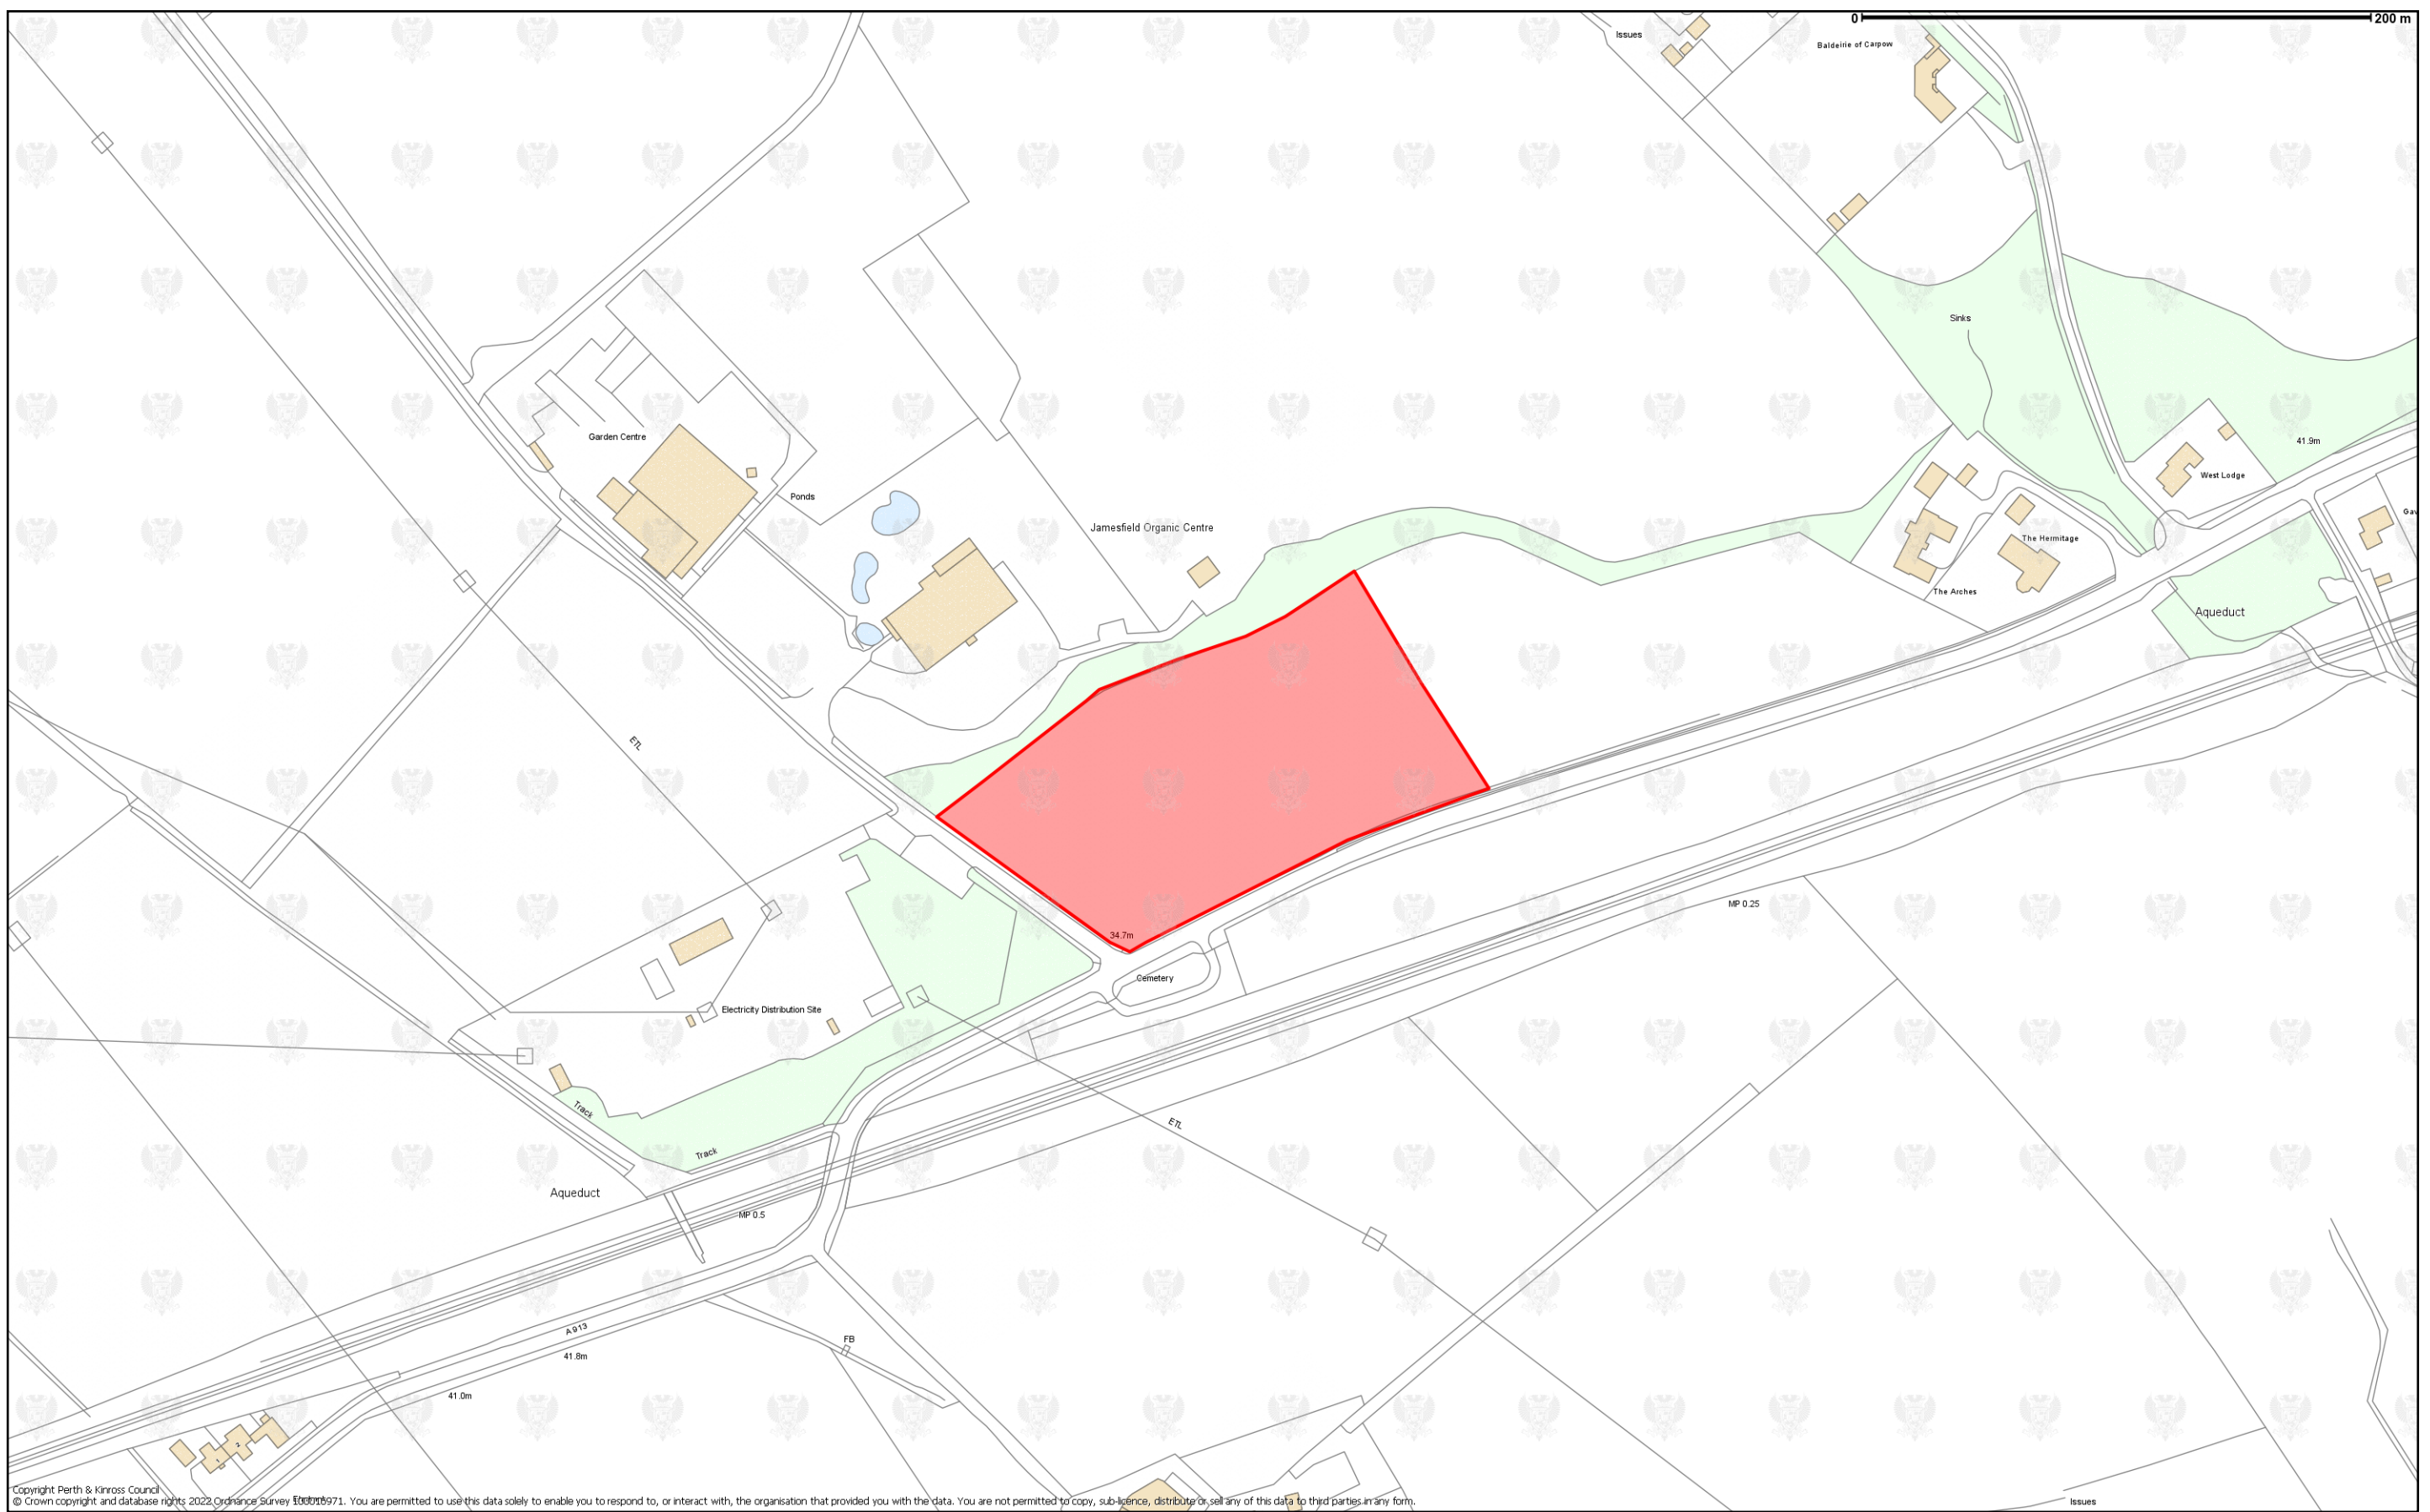 0
200 m
Issues
Baldeirie of Carpow
Sinks
Garden Centre
41.9m
West Lodge
Ponds
Jamesfield Organic Centre
The Hermitage
The Arches
Aqueduct
ETL
MP 0.25
34.7m
Cemetery
Electricity Distribution Site
Track
ETL
Track
Aqueduct
MP 0.5
A 913
FB
41.8m
41.0m
2
1
Copyright Perth & Kinross Council
© Crown copyright and database rights 2022 Ordnance Survey 100016971. You are permitted to use this data solely to enable you to respond to, or interact with, the organisation that provided you with the data. You are not permitted to copy, sub-licence, distribute or sell any of this data to third parties in any form.
Issues